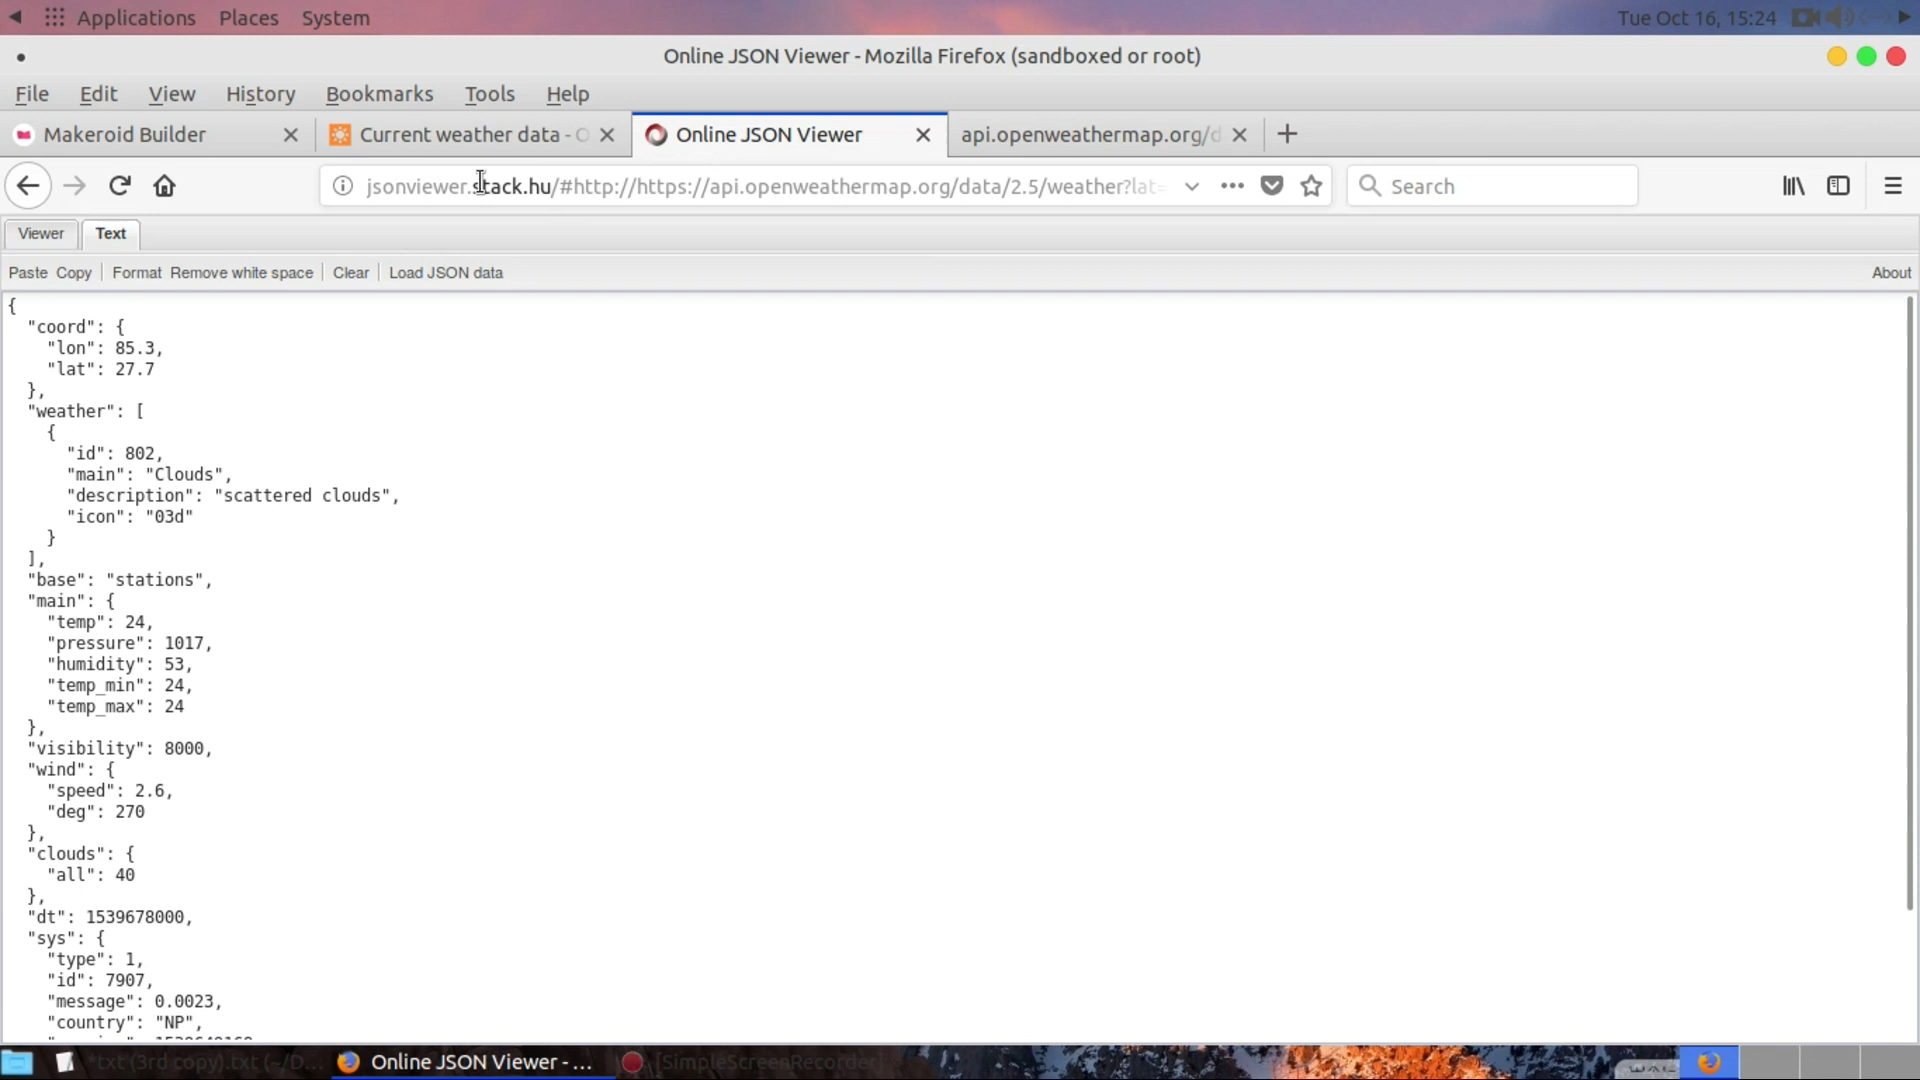 Applications Places System Tue Oct 16, 15:24
Online JSON Viewer - Mozilla Firefox (sandboxed or root)
File Edit View History Bookmarks Tools Help
Makeroid Builder Current weather data - O Online JSON Viewer api.openweathermap.org/d
jsonviewer.stack.hu/#http://https://api.openweathermap.org/data/2.5/weather?lat= Search
Viewer Text
Paste Copy Format Remove white space Clear Load JSON data About
{
"coord": {
"lon": 85.3,
"lat": 27.7
},
"weather": [
{
"id": 802,
"main": "Clouds",
"description": "scattered clouds",
"icon": "03d"
}
],
"base": "stations",
"main": {
"temp": 24,
"pressure": 1017,
"humidity": 53,
"temp_min": 24,
"temp_max": 24
},
"visibility": 8000,
"wind": {
"speed": 2.6,
"deg": 270
},
"clouds": {
"all": 40
},
"dt": 1539678000,
"sys": {
"type": 1,
"id": 7907,
"message": 0.0023,
"country": "NP",
*txt (3rd copy).txt (~/D... Online JSON Viewer -... [SimpleScreenRecorder]